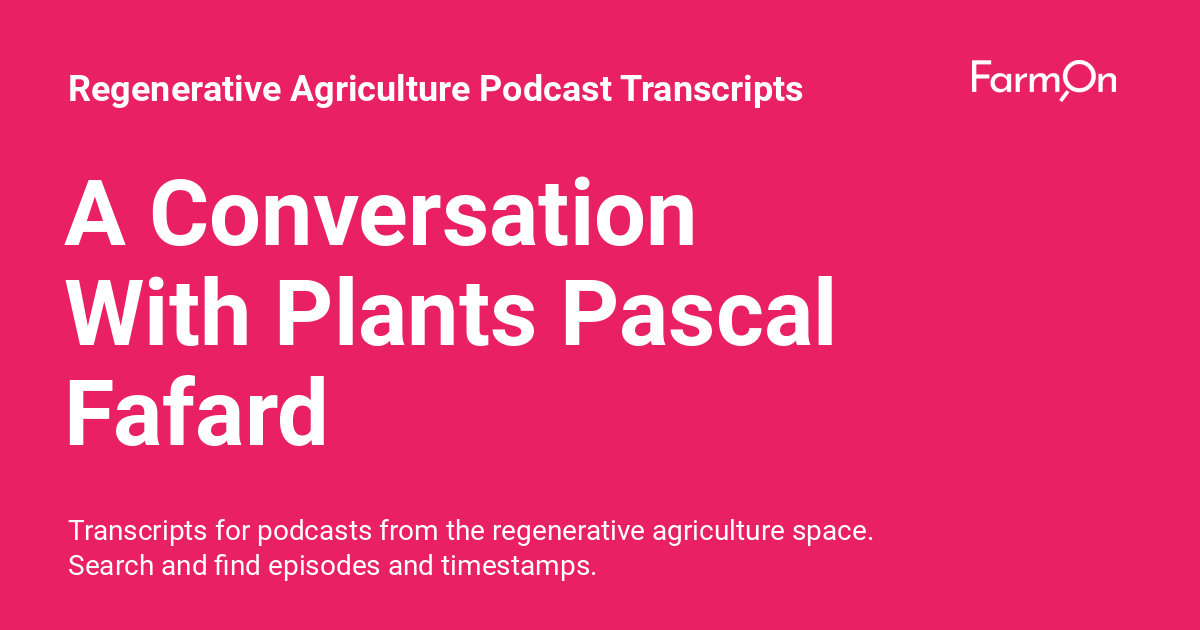 Regenerative Agriculture Podcast Transcripts
FarmOn
A Conversation
With Plants Pascal
Fafard
Transcripts for podcasts from the regenerative agriculture space.
Search and find episodes and timestamps.